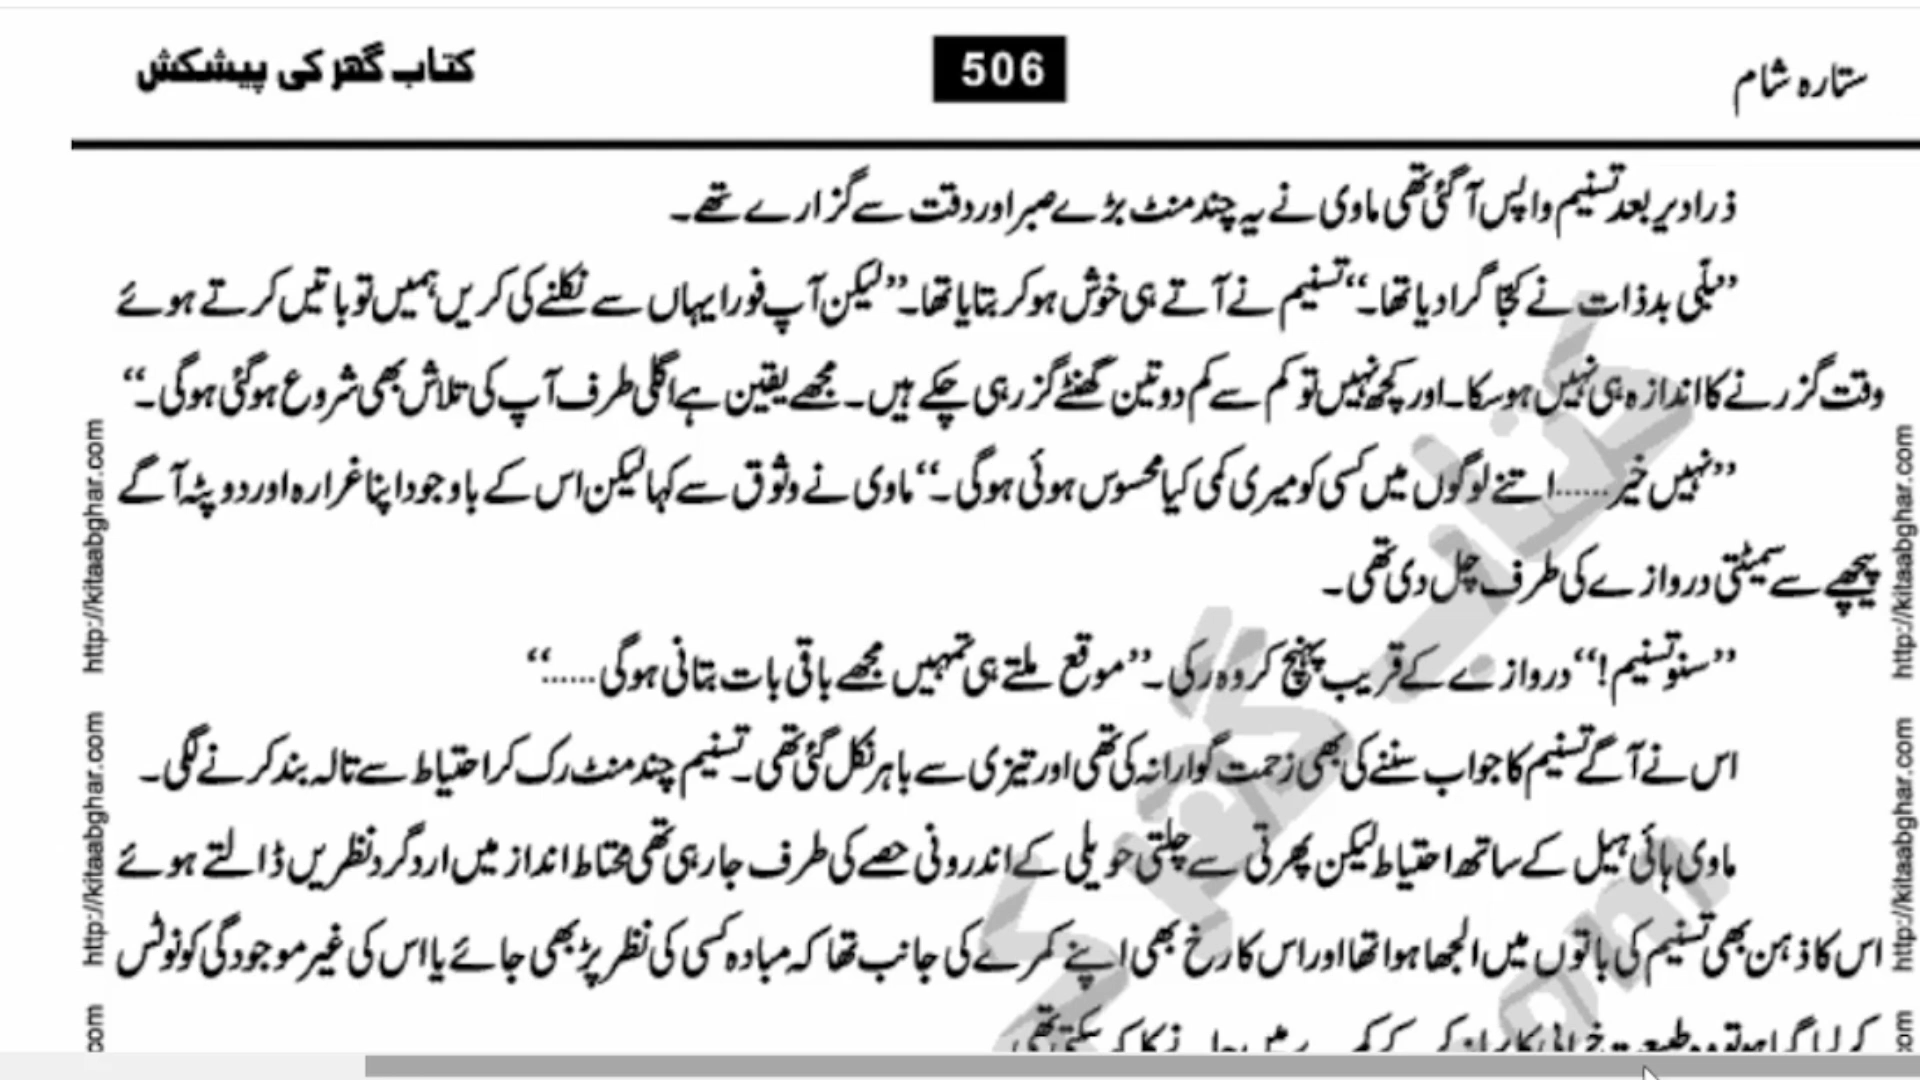 ستارہ شام
506
کتاب گھر کی پیشکش
ذرا دیر بعد تسنیم واپس آ گئی تھی ماوی نے یہ چند منٹ بڑے صبر اور دقت سے گزارے تھے۔
’’بلّی بدذات نے کجّا گرا دیا تھا۔‘‘ تسنیم نے آتے ہی خوش ہو کر بتایا تھا۔ ’’لیکن آپ فورا یہاں سے نکلنے کی کریں ہمیں تو باتیں کرتے ہوئے
وقت گزرنے کا اندازہ ہی نہیں ہو سکا۔ اور کچھ نہیں تو کم سے کم دو تین گھنٹے گزر ہی چکے ہیں۔ مجھے یقین ہے اگلی طرف آپ کی تلاش بھی شروع ہو گئی ہو گی۔‘‘
’’نہیں خیر...... اتنے لوگوں میں کسی کو میری کمی کیا محسوس ہوئی ہو گی۔‘‘ ماوی نے وثوق سے کہا لیکن اس کے باوجود اپنا غرارہ اور دوپٹہ آگے
پیچھے سے سمیٹتی دروازے کی طرف چل دی تھی۔
’’سنو تسنیم!‘‘ دروازے کے قریب پہنچ کر وہ رکی۔ ’’موقع ملتے ہی تمہیں مجھے باقی بات بتانی ہو گی......‘‘
اس نے آگے تسنیم کا جواب سننے کی بھی زحمت گوارا نہ کی تھی اور تیزی سے باہر نکل گئی تھی۔ تسنیم چند منٹ رک کر احتیاط سے تالہ بند کرنے لگی۔
ماوی ہائی ہیل کے ساتھ احتیاط لیکن پھرتی سے چلتی حویلی کے اندرونی حصے کی طرف جا رہی تھی محتاط انداز میں ارد گرد نظریں ڈالتے ہوئے
اس کا ذہن بھی تسنیم کی باتوں میں الجھا ہوا تھا اور اس کا رخ بھی اپنے کمرے کی جانب تھا کہ مبادہ کسی کی نظر پڑ بھی جائے یا اس کی غیر موجودگی کو نوٹس
http://kitaabghar.com
http://kitaabghar.com
http://kitaabghar.com
http://kitaabghar.com
com
com
کتاب گھر